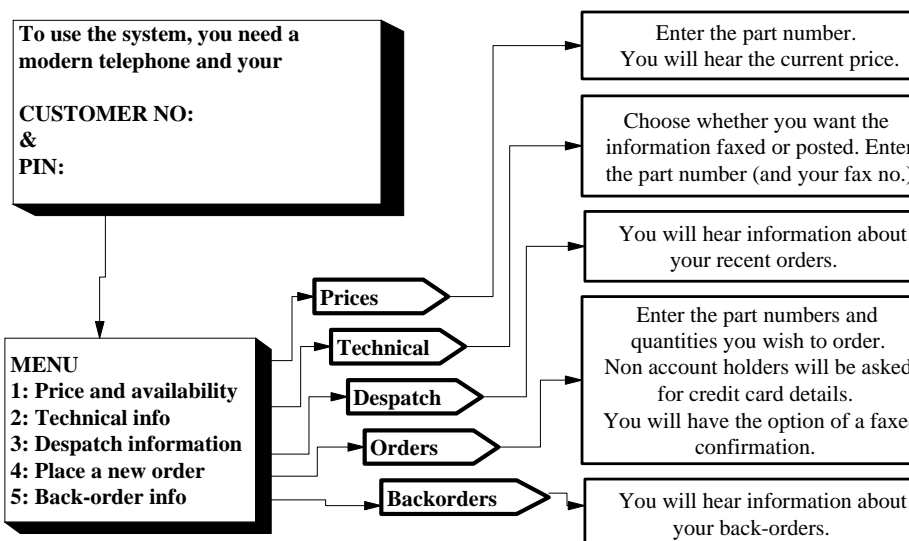 To use the system, you need a
modern telephone and your
CUSTOMER NO:
&
PIN:
MENU
1: Price and availability
2: Technical info
3: Despatch information
4: Place a new order
5: Back-order info
Prices
Technical
Despatch
Orders
Backorders
Enter the part number.
You will hear the current price.
Choose whether you want the
information faxed or posted. Enter
the part number (and your fax no.)
You will hear information about
your recent orders.
Enter the part numbers and
quantities you wish to order.
Non account holders will be asked
for credit card details.
You will have the option of a faxe
confirmation.
You will hear information about
your back-orders.